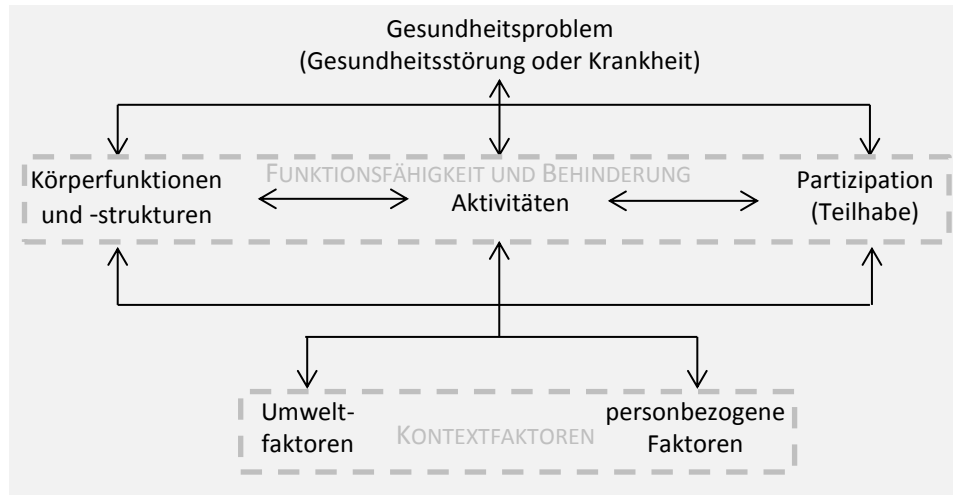 Gesundheitsproblem
(Gesundheitsstörung oder Krankheit)
FUNKTIONSFÄHIGKEIT UND BEHINDERUNG
Körperfunktionen
und -strukturen
Aktivitäten
Partizipation
(Teilhabe)
Umwelt-
faktoren
KONTEXTFAKTOREN
personbezogene
Faktoren